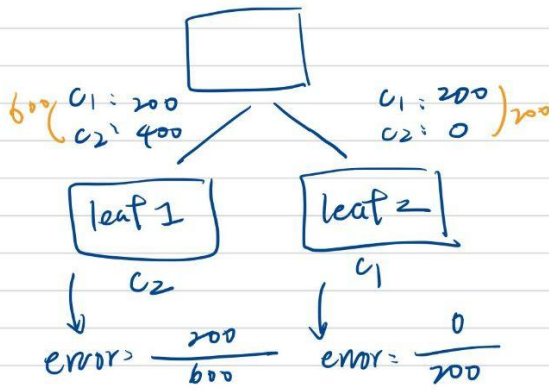 600 ( C1 : 200
C2 : 400
C1 : 200 ) 200
C2 : 0
leaf 1
leaf 2
C2
C1
error = 200/600
error = 0/200